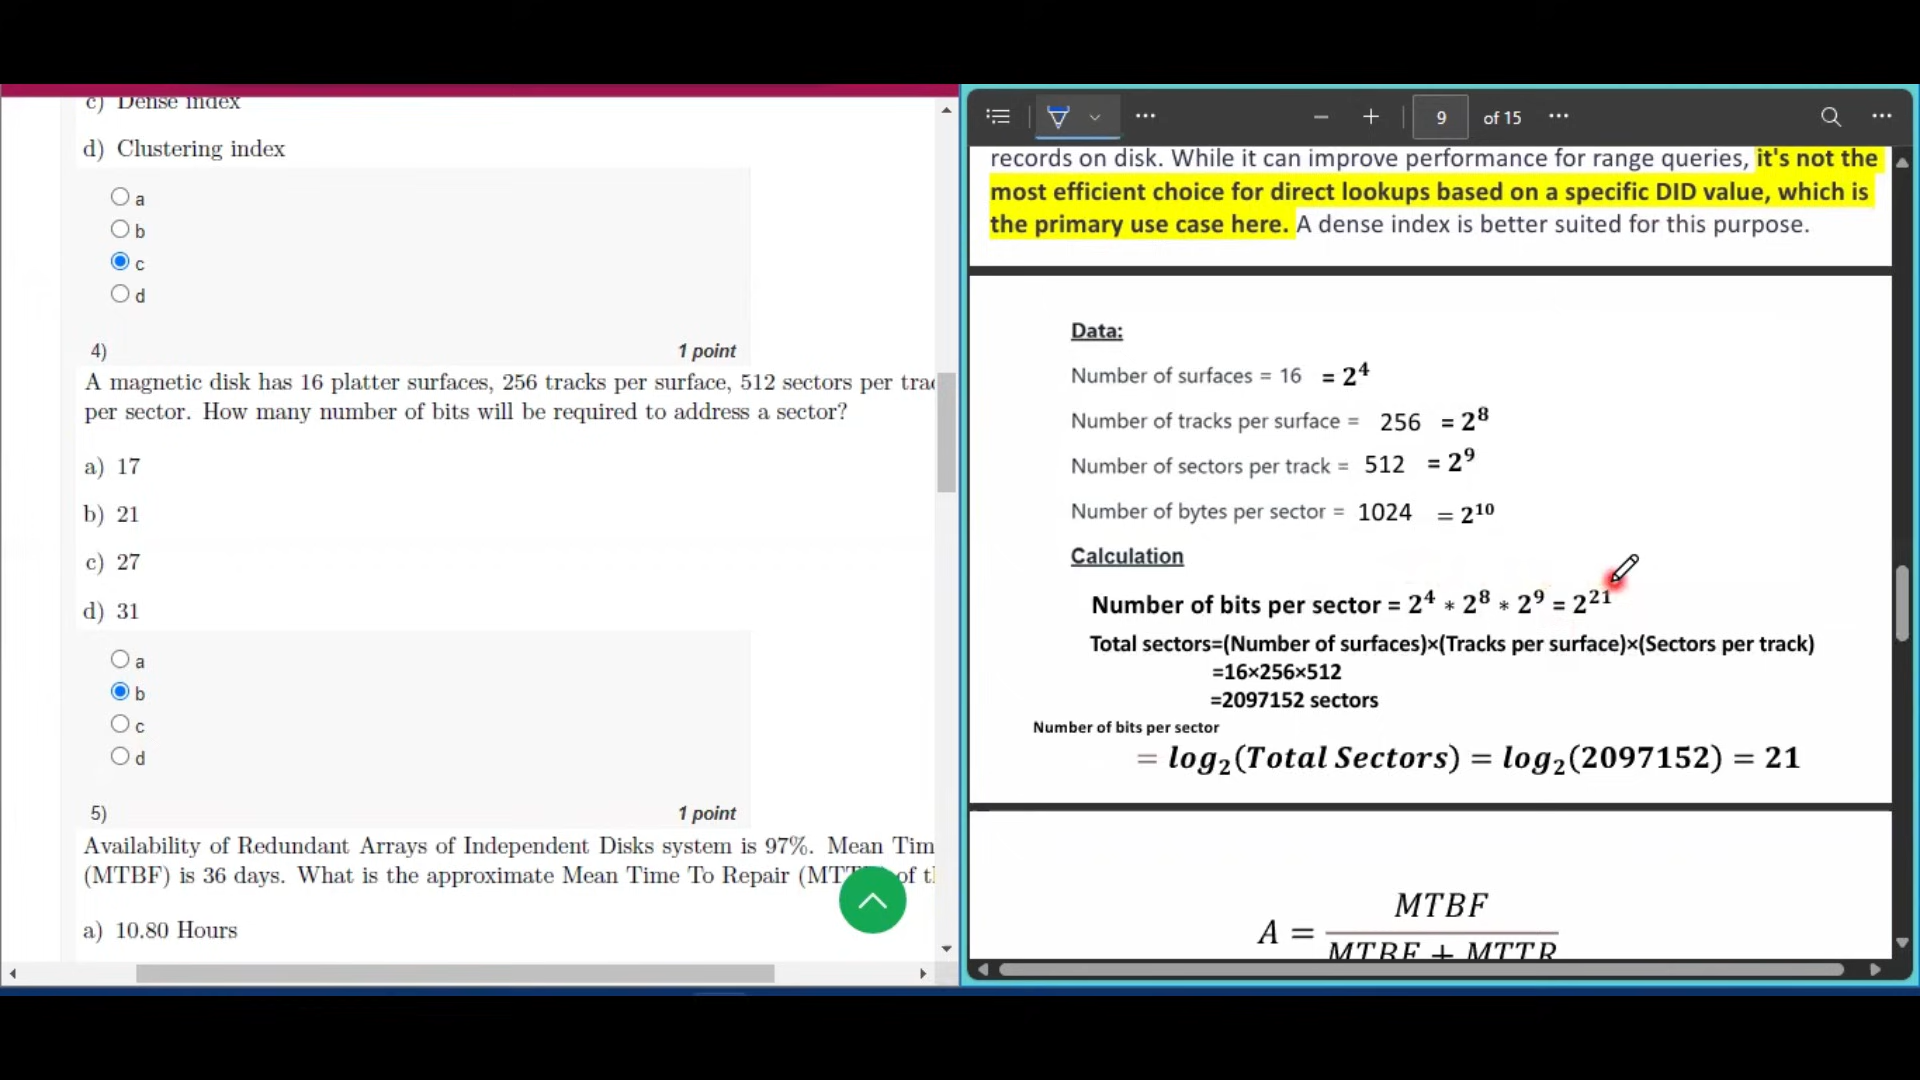 c) Dense index
d) Clustering index
a
b
c
d
4)
1 point
A magnetic disk has 16 platter surfaces, 256 tracks per surface, 512 sectors per
per sector. How many number of bits will be required to address a sector?
a) 17
b) 21
c) 27
d) 31
a
b
c
d
5)
1 point
Availability of Redundant Arrays of Independent Disks system is 97%. Mean
(MTBF) is 36 days. What is the approximate Mean Time To Repair of
a) 10.80 Hours
9 of 15
records on disk. While it can improve performance for range queries, it's not the
most efficient choice for direct lookups based on a specific DID value, which is
the primary use case here. A dense index is better suited for this purpose.
Data:
Number of surfaces = 16 = 2⁴
Number of tracks per surface = 256 = 2⁸
Number of sectors per track = 512 = 2⁹
Number of bytes per sector = 1024 = 2¹⁰
Calculation
Number of bits per sector = 2⁴ * 2⁸ * 2⁹ = 2²¹
Total sectors=(Number of surfaces)×(Tracks per surface)×(Sectors per track)
=16×256×512
=2097152 sectors
Number of bits per sector
= log₂(Total Sectors) = log₂(2097152) = 21
MTBF
A =
MTBF + MTTR